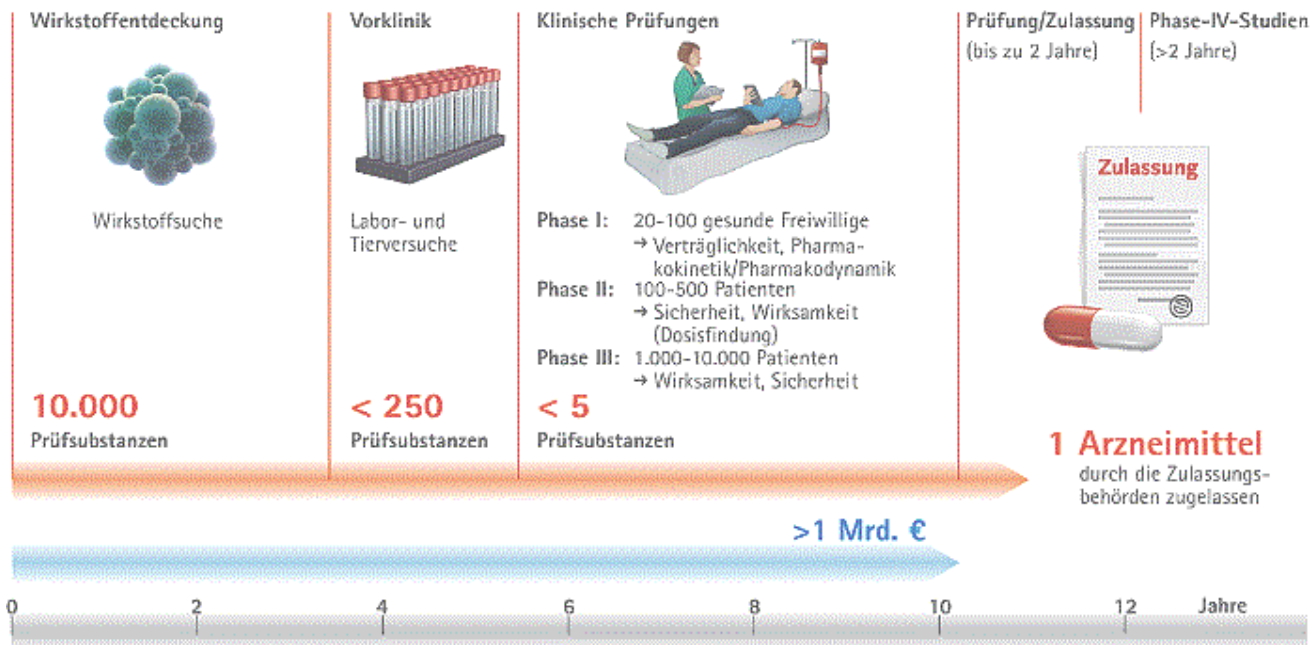 Wirkstoffentdeckung
Wirkstoffsuche
10.000
Prüfsubstanzen
Vorklinik
Labor- und
Tierversuche
< 250
Prüfsubstanzen
Klinische Prüfungen
Phase I: 20-100 gesunde Freiwillige
→ Verträglichkeit, Pharma-
kokinetik/Pharmakodynamik
Phase II: 100-500 Patienten
→ Sicherheit, Wirksamkeit
(Dosisfindung)
Phase III: 1.000-10.000 Patienten
→ Wirksamkeit, Sicherheit
< 5
Prüfsubstanzen
Prüfung/Zulassung
(bis zu 2 Jahre)
Phase-IV-Studien
(>2 Jahre)
Zulassung
1 Arzneimittel
durch die Zulassungs-
behörden zugelassen
>1 Mrd. €
0 2 4 6 8 10 12 Jahre